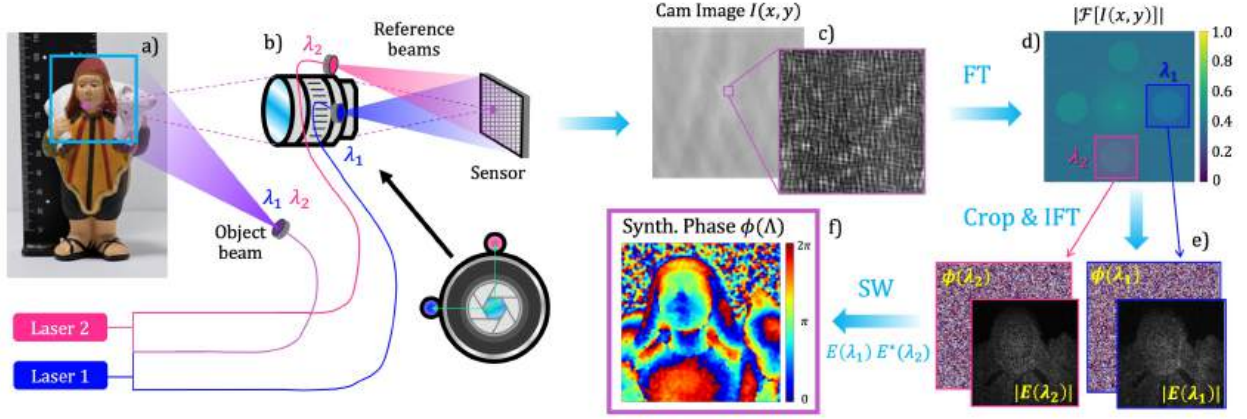 a)
b)
λ₂
Reference
beams
λ₁
Sensor
λ₁ λ₂
Object
beam
Laser 2
Laser 1
Cam Image I(x, y)
c)
FT
|ℱ[I(x, y)]|
d)
λ₁
λ₂
1.0
0.8
0.6
0.4
0.2
0
Crop & IFT
e)
ϕ(λ₂)
|E(λ₂)|
ϕ(λ₁)
|E(λ₁)|
SW
E(λ₁) E*(λ₂)
f)
Synth. Phase ϕ(Λ)
2π
π
0